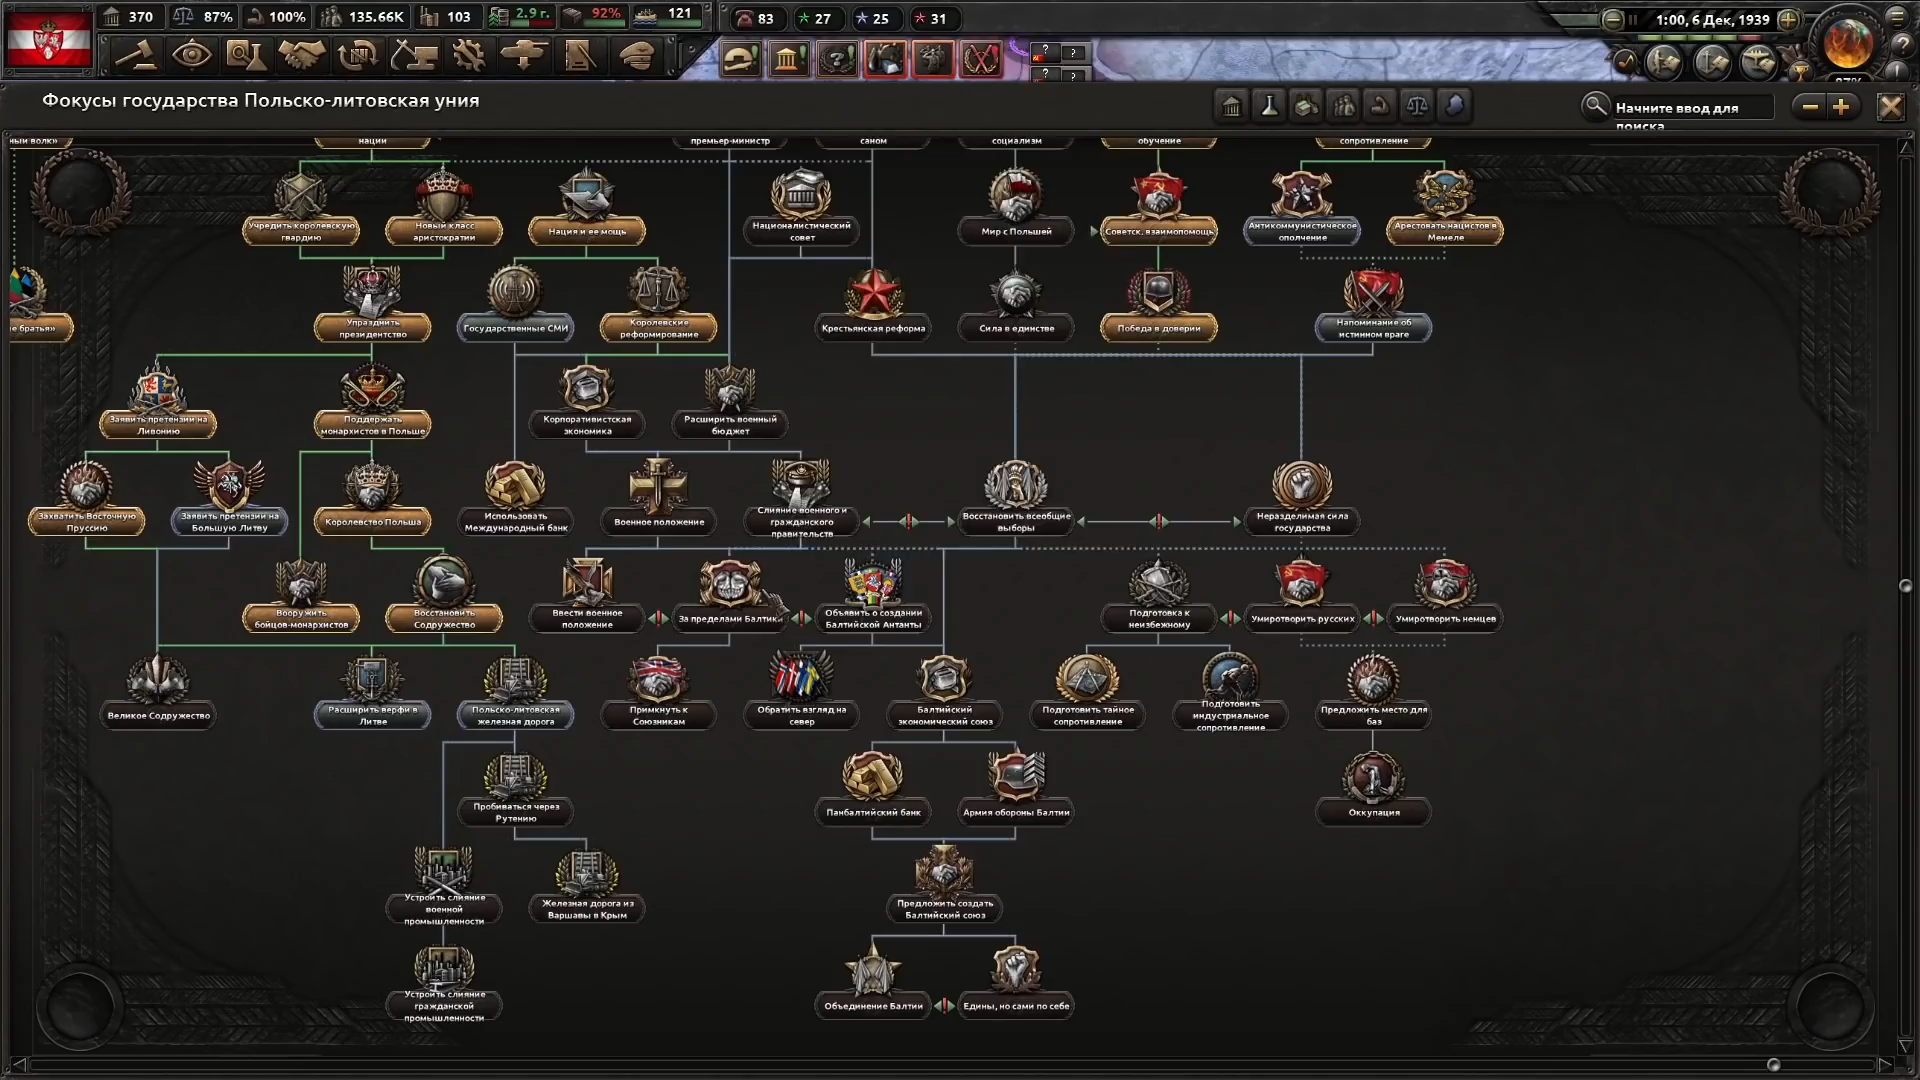 370
87%
100%
135.66K
103
2.9 г.
92%
121
83
27
25
31
1:00, 6 Дек, 1939
Фокусы государства Польско-литовская уния
Начните ввод для
поиска
ный волк»
нации
премьер-министр
саном
социализм
обучение
сопротивление
Учредить королевскую
гвардию
Новый класс
аристократии
Нация и ее мощь
Националистический
совет
Мир с Польшей
Советск. взаимопомощь
Антикоммунистическое
ополчение
Арестовать нацистов в
Мемеле
е братья»
Упразднить
президентство
Государственные СМИ
Королевские
реформирование
Крестьянская реформа
Сила в единстве
Победа в доверии
Напоминание об
истинном враге
Заявить претензии на
Ливонию
Поддержать
монархистов в Польше
Корпоративистская
экономика
Расширить военный
бюджет
Захватить Восточную
Пруссию
Заявить претензии на
Большую Литву
Королевство Польша
Использовать
Международный банк
Военное положение
Слияние военного и
гражданского
правительств
Восстановить всеобщие
выборы
Неразделимая сила
государства
Вооружить
бойцов-монархистов
Восстановить
Содружество
Ввести военное
положение
За пределами Балтики
Объявить о создании
Балтийской Антанты
Подготовка к
неизбежному
Умиротворить русских
Умиротворить немцев
Великое Содружество
Расширить верфи в
Литве
Польско-литовская
железная дорога
Примкнуть к
Союзникам
Обратить взгляд на
север
Балтийский
экономический союз
Подготовить тайное
сопротивление
Подготовить
индустриальное
сопротивление
Предложить место для
баз
Пробиваться через
Рутению
Панбалтийский банк
Армия обороны Балтии
Оккупация
Устроить слияние
военной
промышленности
Железная дорога из
Варшавы в Крым
Предложить создать
Балтийский союз
Устроить слияние
гражданской
промышленности
Объединение Балтии
Едины, но сами по себе